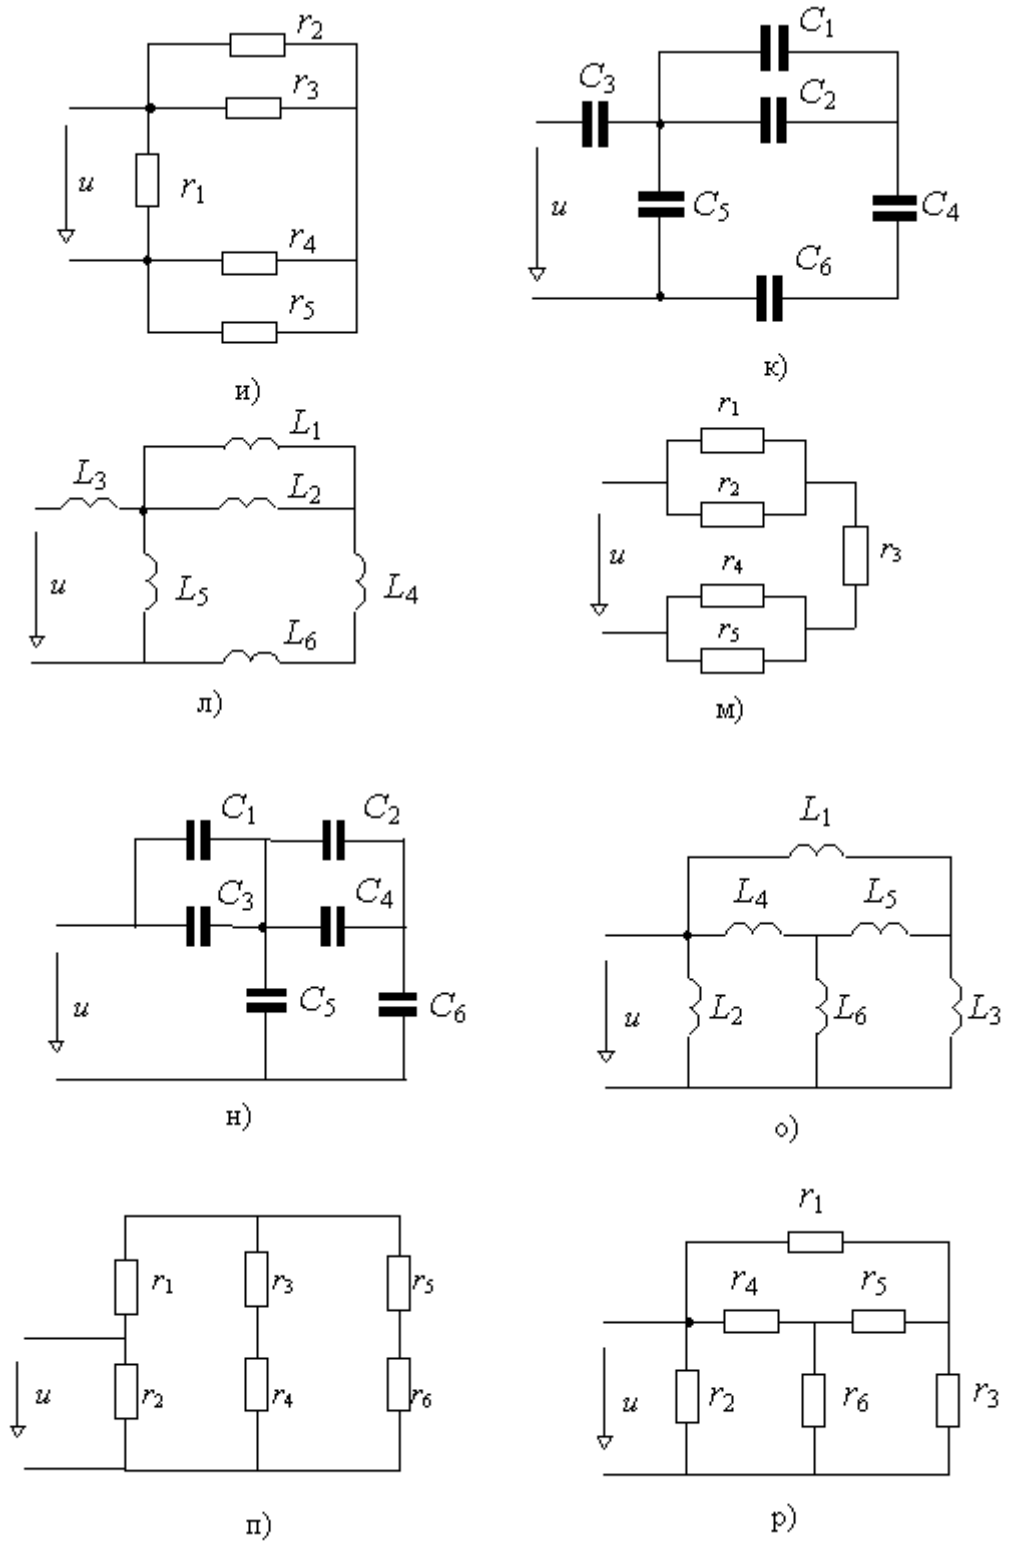 r2
r3
u
r1
r4
r5
и)
C1
C3
C2
u
C5
C4
C6
к)
L1
L3
L2
u
L5
L4
L6
л)
r1
r2
u
r3
r4
r5
м)
C1
C2
C3
C4
u
C5
C6
н)
L1
L4
L5
u
L2
L6
L3
о)
r1
r3
r5
u
r2
r4
r6
п)
r1
r4
r5
u
r2
r6
r3
р)